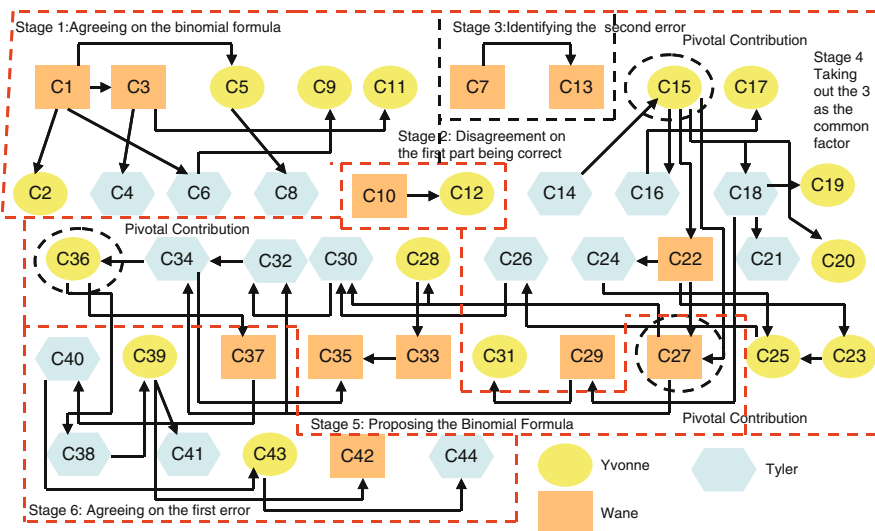 Stage 1:Agreeing on the binomial formula
Stage 3:Identifying the second error
Pivotal Contribution
Stage 4
Taking
out the 3
as the
common
factor
C1
C3
C5
C9
C11
C7
C13
C15
C17
Stage 2: Disagreement on
the first part being correct
C2
C4
C6
C8
C10
C12
C14
C16
C18
C19
Pivotal Contribution
C36
C34
C32
C30
C28
C26
C24
C22
C21
C20
C40
C39
C37
C35
C33
C31
C29
C27
C25
C23
Stage 5: Proposing the Binomial Formula
Pivotal Contribution
C38
C41
C43
C42
C44
Yvonne
Tyler
Wane
Stage 6: Agreeing on the first error